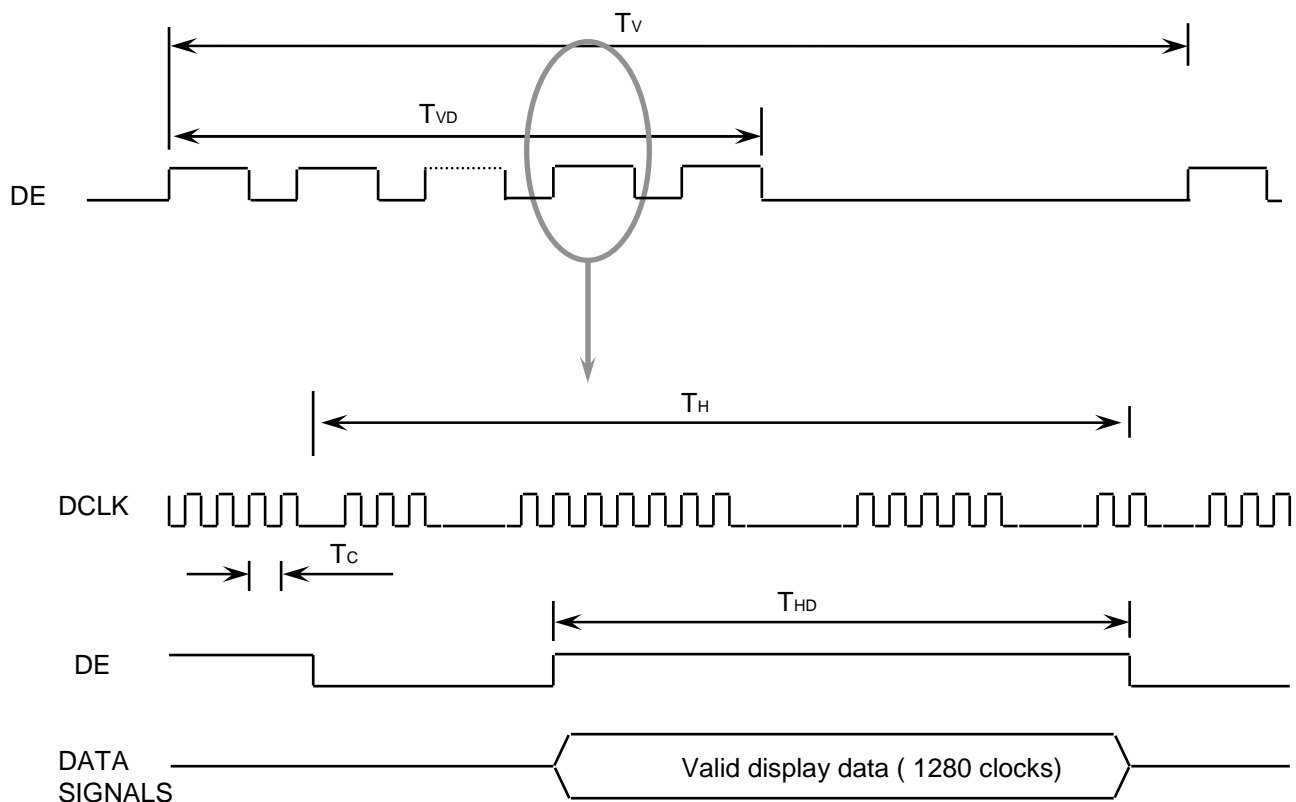 TV
TVD
DE
TH
DCLK
TC
THD
DE
Valid display data ( 1280 clocks)
DATA
SIGNALS